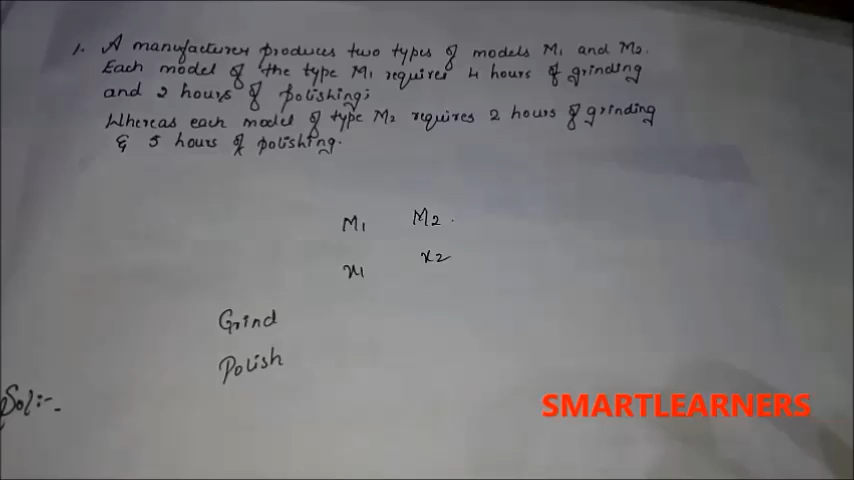 1. A manufacturer produces two types of models M1 and M2.
Each model of the type M1 requires 4 hours of grinding
and 2 hours of polishing;
Whereas each model of type M2 requires 2 hours of grinding
& 5 hours of polishing.
M1 M2
x1 x2
Grind
Polish
Sol:-
SMARTLEARNERS